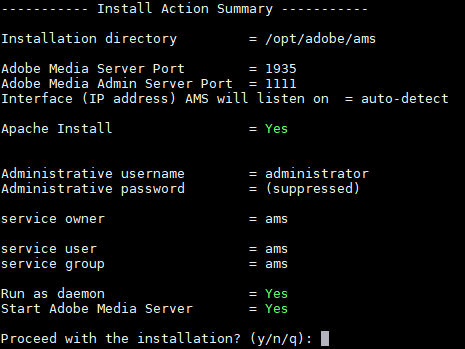 ----------- Install Action Summary -----------
Installation directory = /opt/adobe/ams
Adobe Media Server Port = 1935
Adobe Media Admin Server Port = 1111
Interface (IP address) AMS will listen on = auto-detect
Apache Install = Yes
Administrative username = administrator
Administrative password = (suppressed)
service owner = ams
service user = ams
service group = ams
Run as daemon = Yes
Start Adobe Media Server = Yes
Proceed with the installation? (y/n/q):